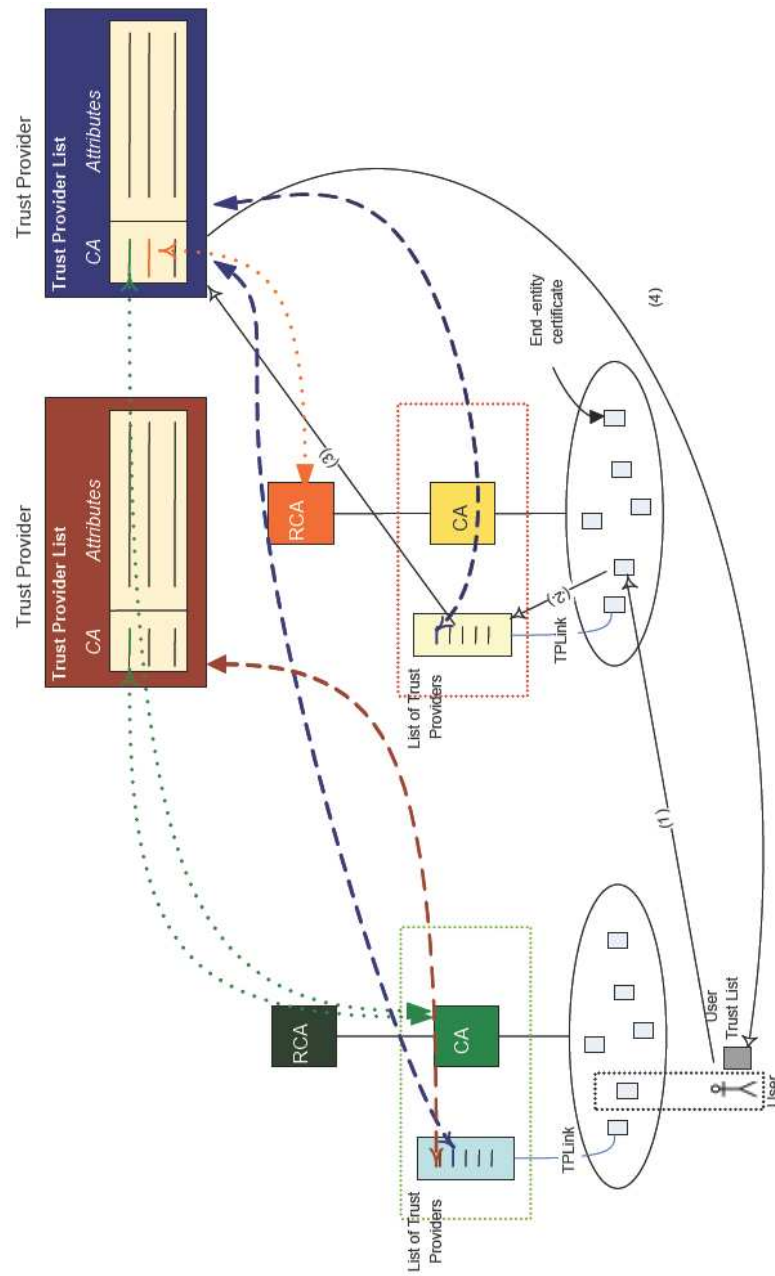 Trust Provider
Trust Provider List
CA
Attributes
Trust Provider
Trust Provider List
CA
Attributes
RCA
CA
List of Trust
Providers
TPLink
User
Trust List
User
RCA
CA
List of Trust
Providers
TPLink
End -entity
certificate
(1)
(2)
(3)
(4)